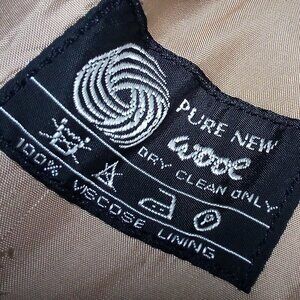 PURE NEW
wool
DRY CLEAN ONLY
P
100% VISCOSE LINING